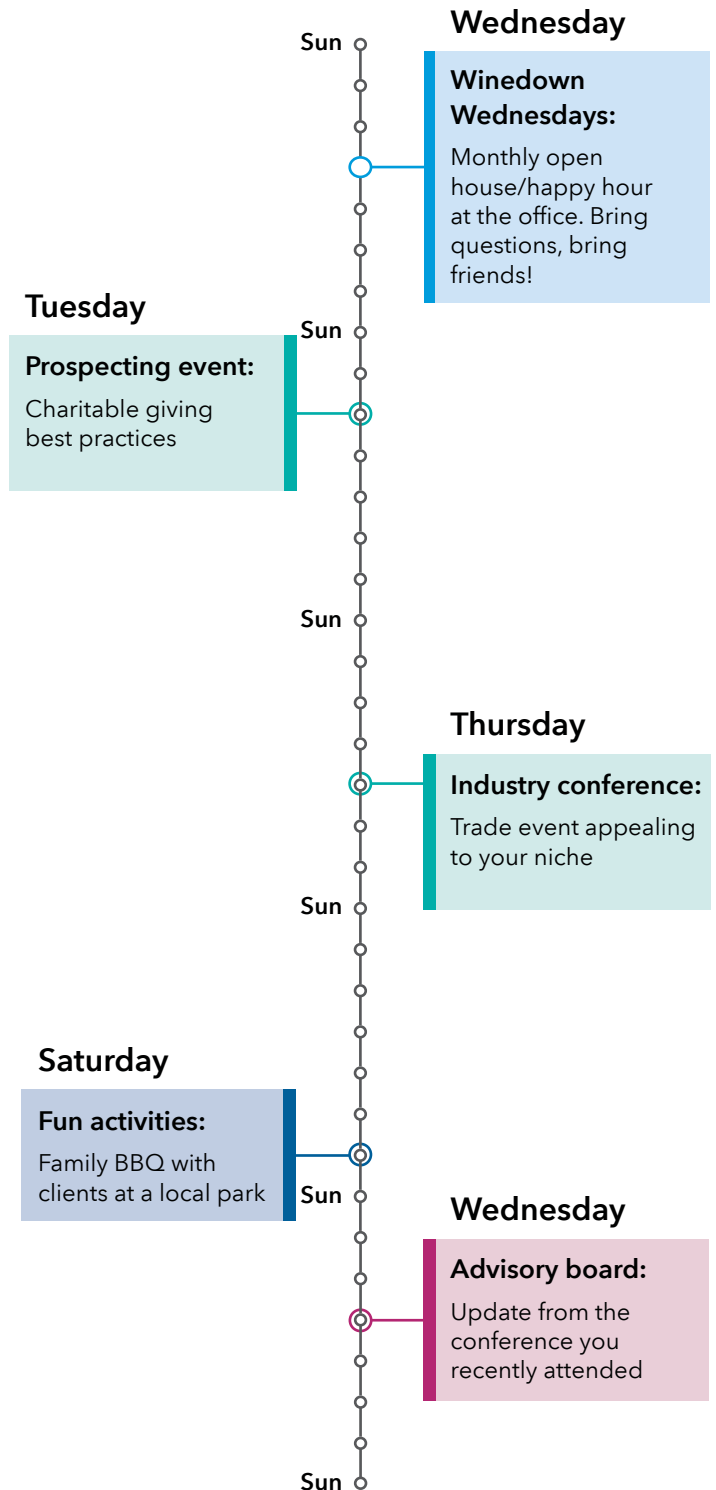 Sun
Wednesday
Winedown
Wednesdays:
Monthly open
house/happy hour
at the office. Bring
questions, bring
friends!
Tuesday
Sun
Prospecting event:
Charitable giving
best practices
Sun
Thursday
Industry conference:
Trade event appealing
to your niche
Sun
Saturday
Fun activities:
Family BBQ with
clients at a local park
Sun
Wednesday
Advisory board:
Update from the
conference you
recently attended
Sun